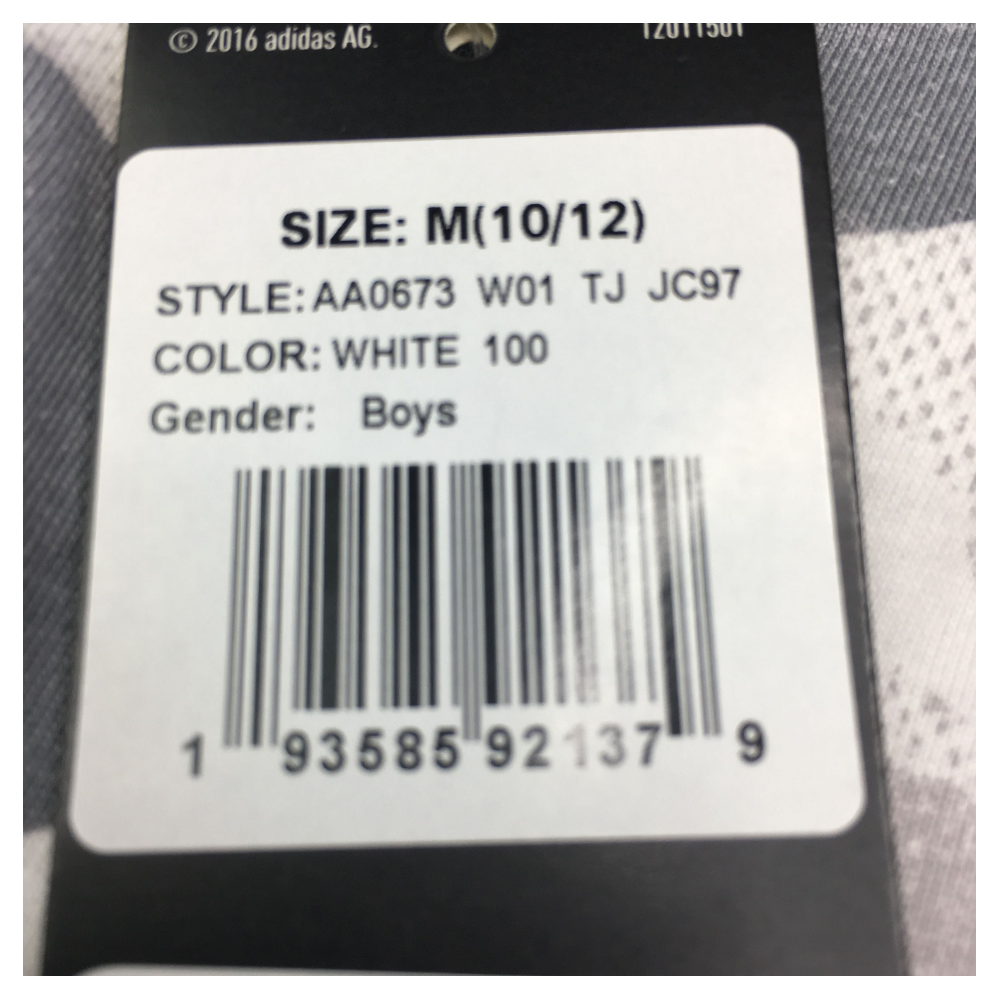 © 2016 adidas AG.
12011501
SIZE: M(10/12)
STYLE: AA0673 W01 TJ JC97
COLOR: WHITE 100
Gender: Boys
1 93585 92137 9